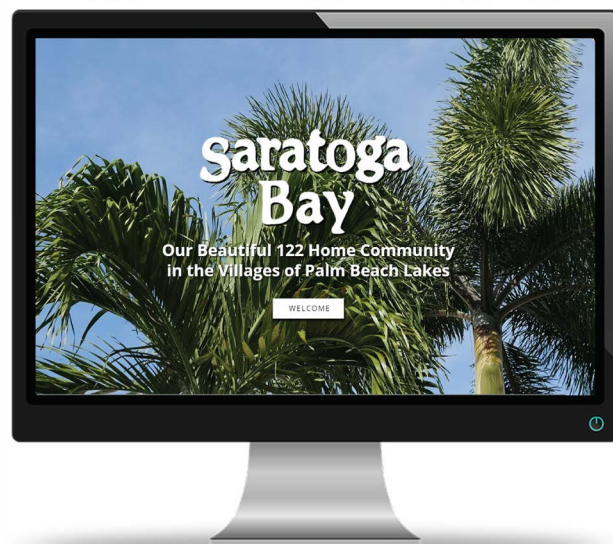 Saratoga
Bay
Our Beautiful 122 Home Community
in the Villages of Palm Beach Lakes
WELCOME